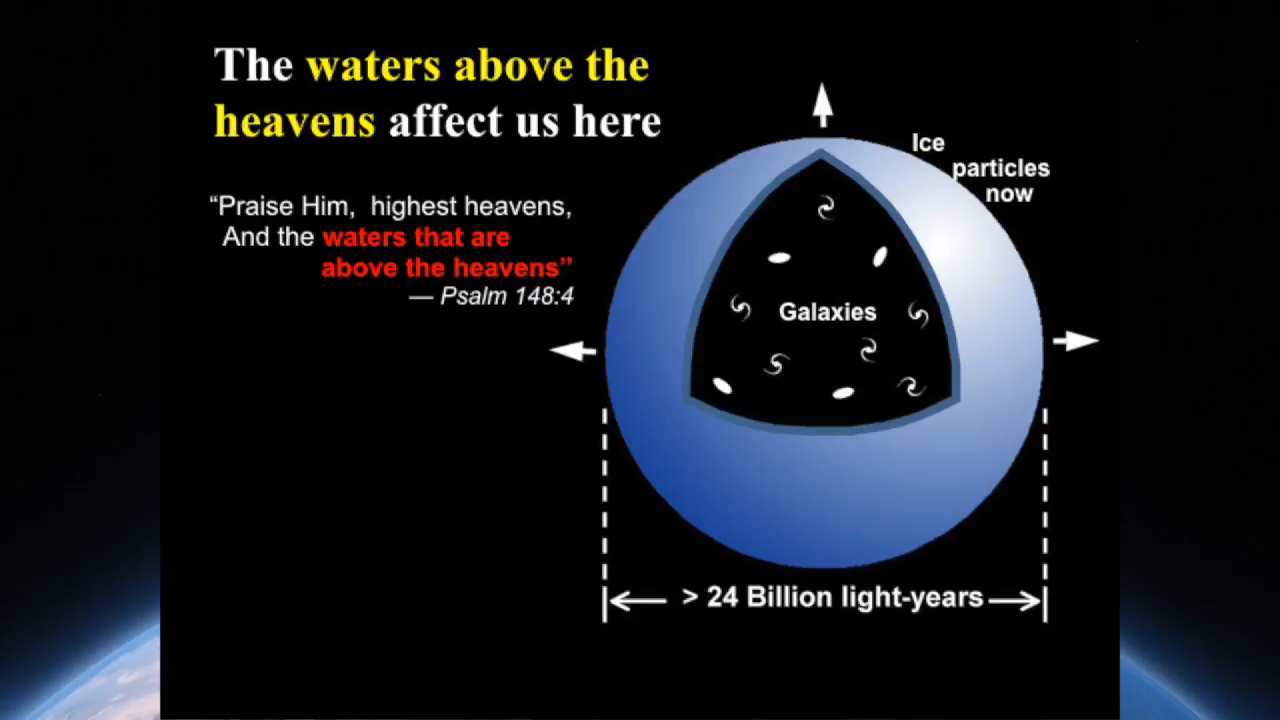 The waters above the
heavens affect us here
“Praise Him, highest heavens,
And the waters that are
above the heavens”
— Psalm 148:4
Ice
particles
now
Galaxies
> 24 Billion light-years